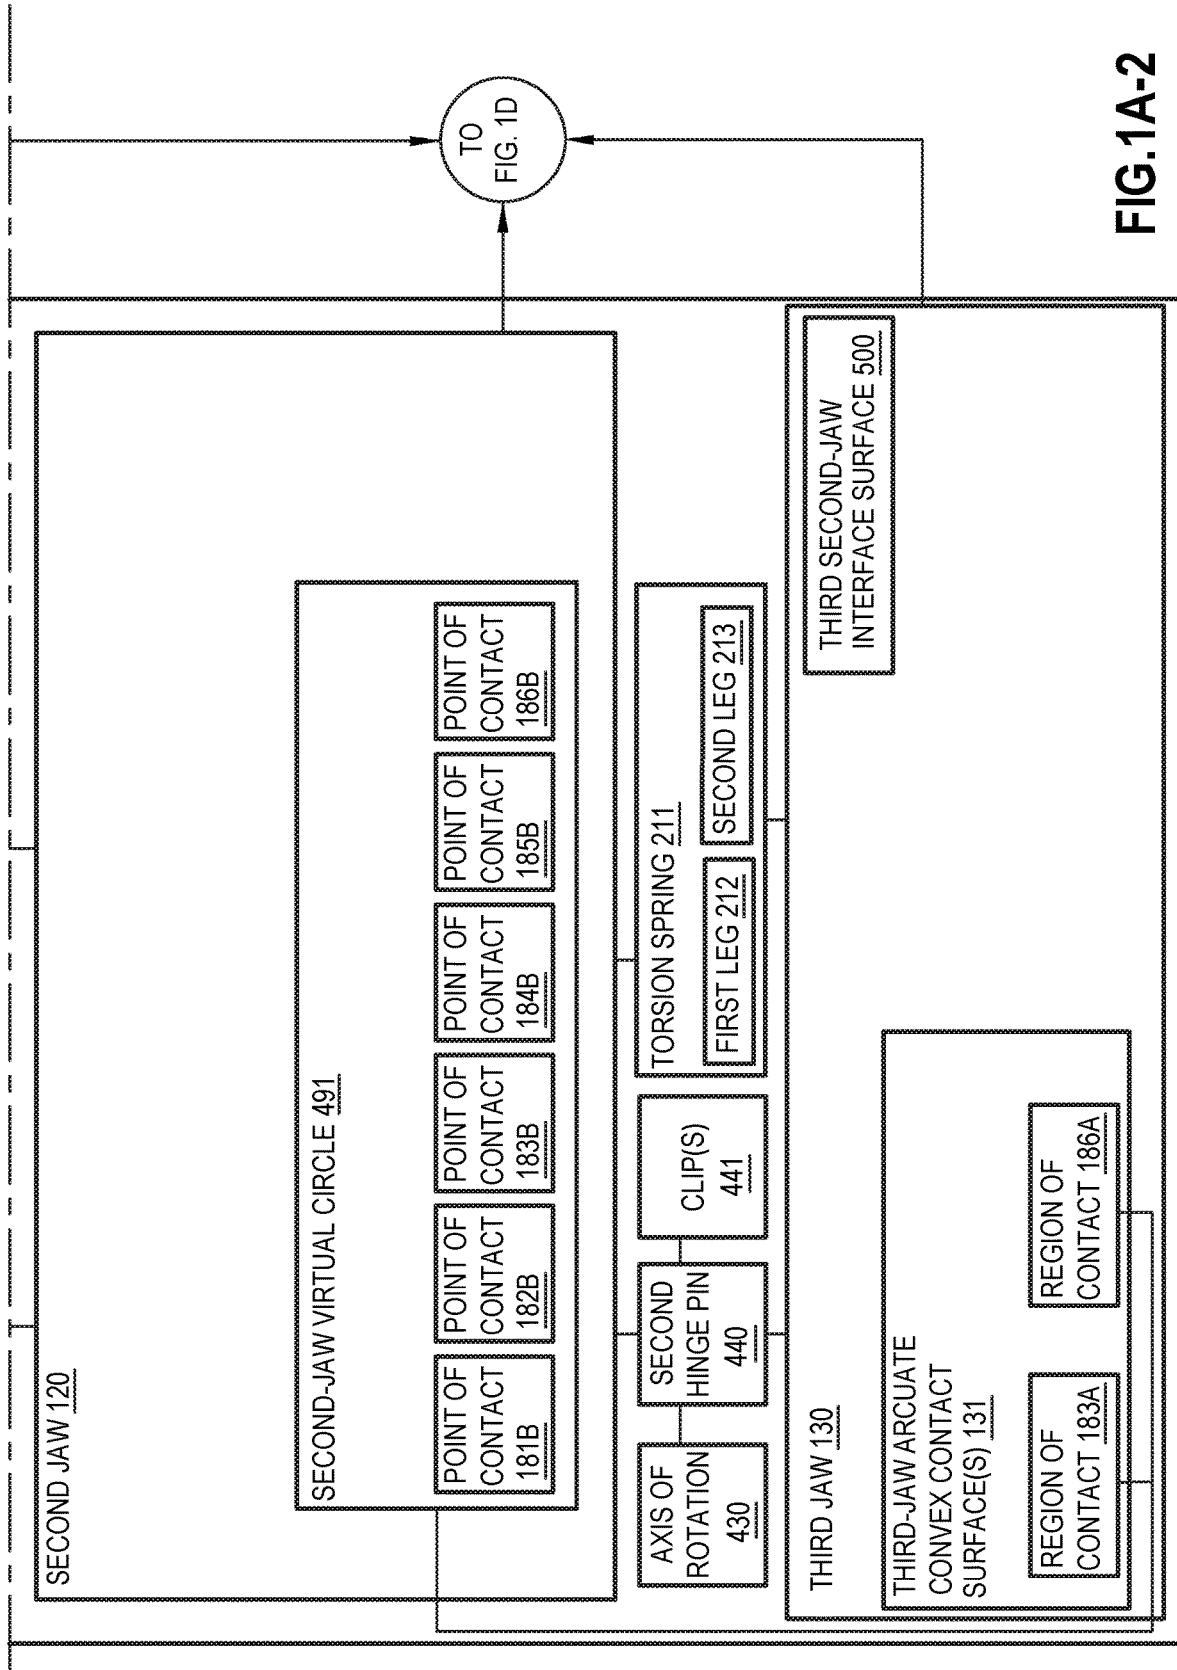 SECOND JAW 120
SECOND-JAW VIRTUAL CIRCLE 491
POINT OF
CONTACT
181B
POINT OF
CONTACT
182B
POINT OF
CONTACT
183B
POINT OF
CONTACT
184B
POINT OF
CONTACT
185B
POINT OF
CONTACT
186B
TO
FIG. 1D
AXIS OF
ROTATION
430
SECOND
HINGE PIN
440
CLIP(S)
441
TORSION SPRING 211
FIRST LEG 212
SECOND LEG 213
THIRD JAW 130
THIRD-JAW ARCUATE
CONVEX CONTACT
SURFACE(S) 131
REGION OF
CONTACT 183A
REGION OF
CONTACT 186A
THIRD SECOND-JAW
INTERFACE SURFACE 500
FIG.1A-2